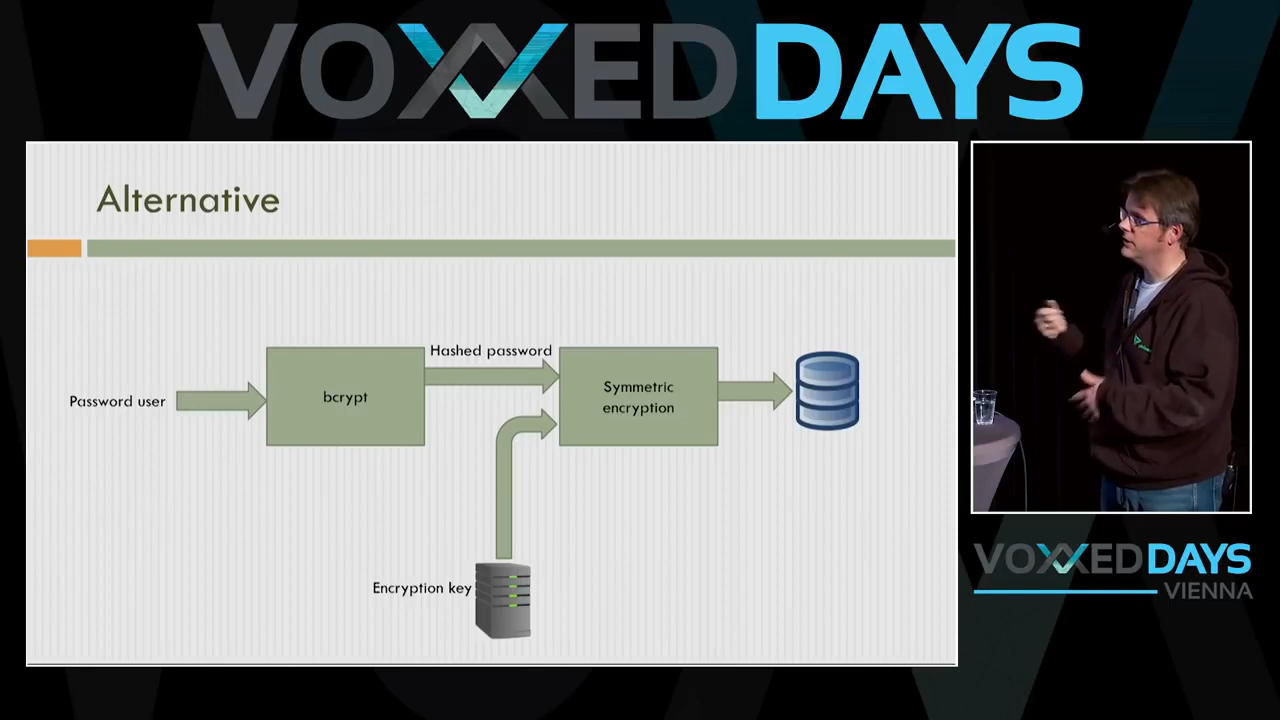 VOXXED DAYS
Alternative
Hashed password
Password user
bcrypt
Symmetric
encryption
Encryption key
VOXXED DAYS
VIENNA